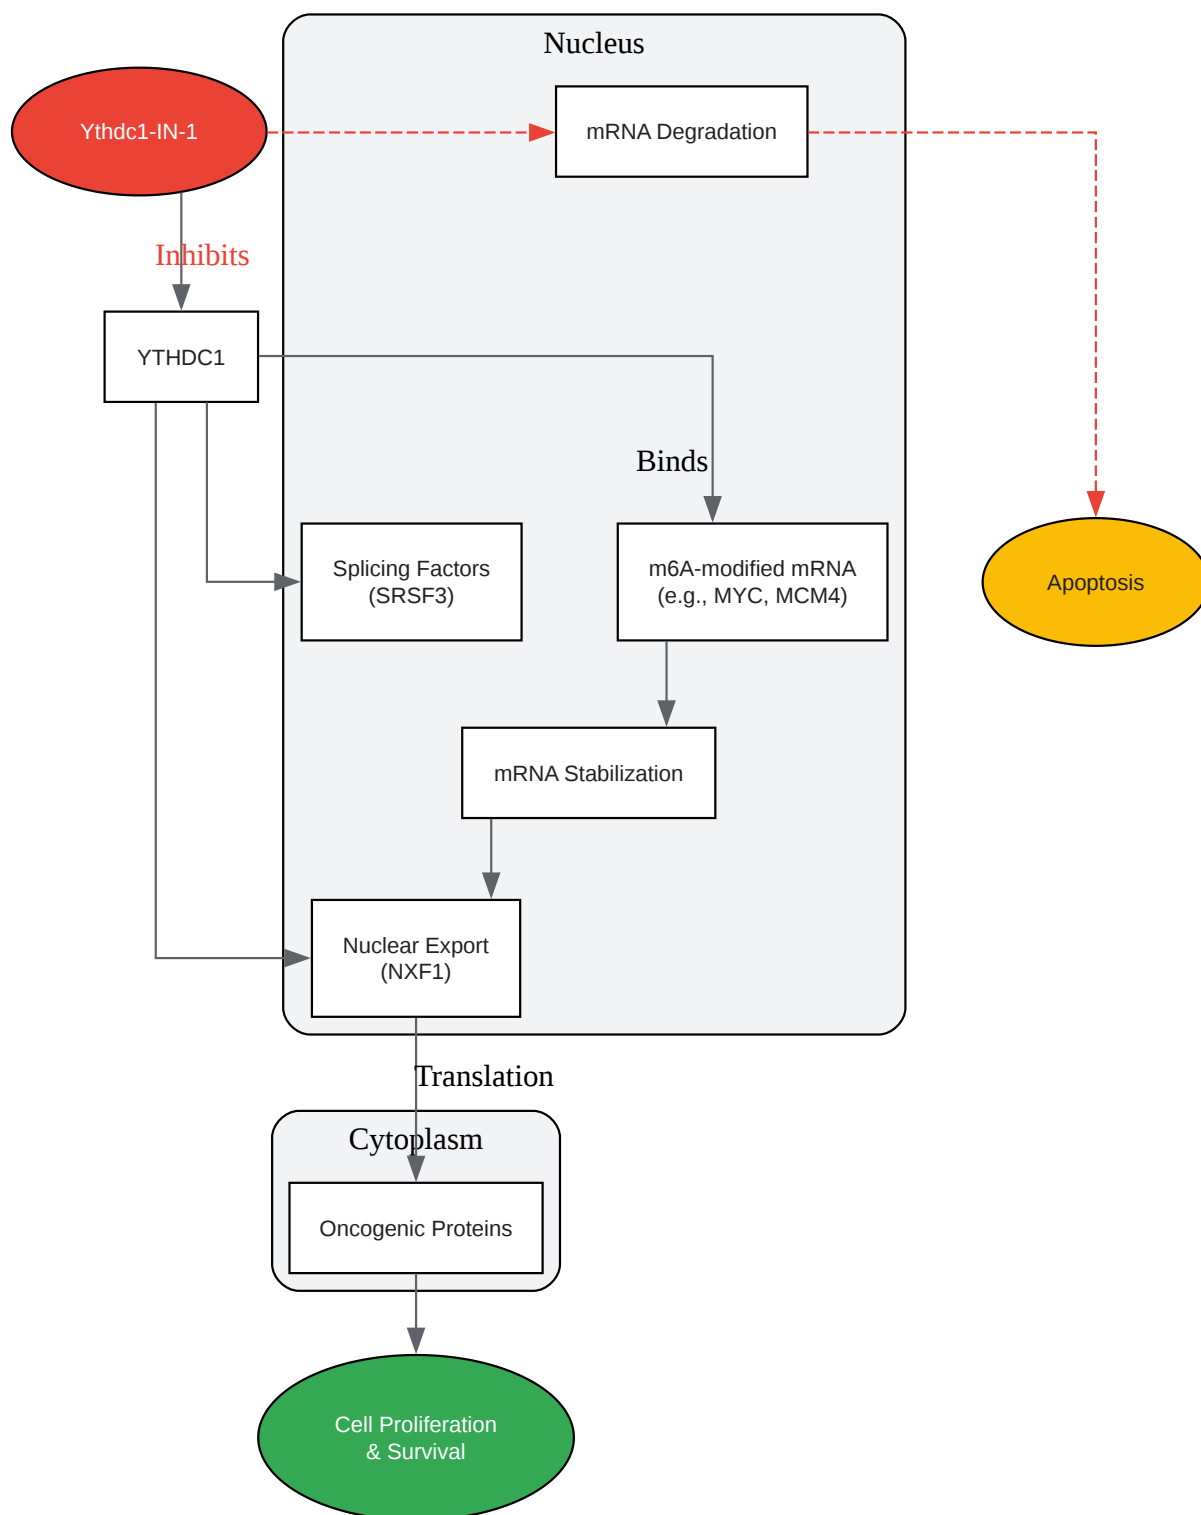 Nucleus
Ythdc1-IN-1
mRNA Degradation
Inhibits
YTHDC1
Binds
Splicing Factors
(SRSF3)
m6A-modified mRNA
(e.g., MYC, MCM4)
Apoptosis
mRNA Stabilization
Nuclear Export
(NXF1)
Translation
Cytoplasm
Oncogenic Proteins
Cell Proliferation
& Survival